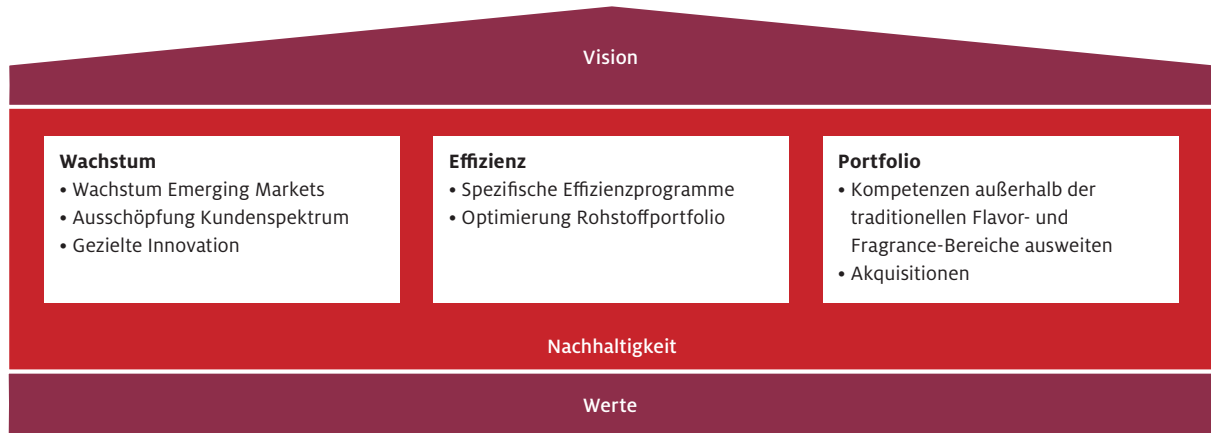 Vision
Wachstum
• Wachstum Emerging Markets
• Ausschöpfung Kundenspektrum
• Gezielte Innovation
Effizienz
• Spezifische Effizienzprogramme
• Optimierung Rohstoffportfolio
Portfolio
• Kompetenzen außerhalb der
traditionellen Flavor- und
Fragrance-Bereiche ausweiten
• Akquisitionen
Nachhaltigkeit
Werte